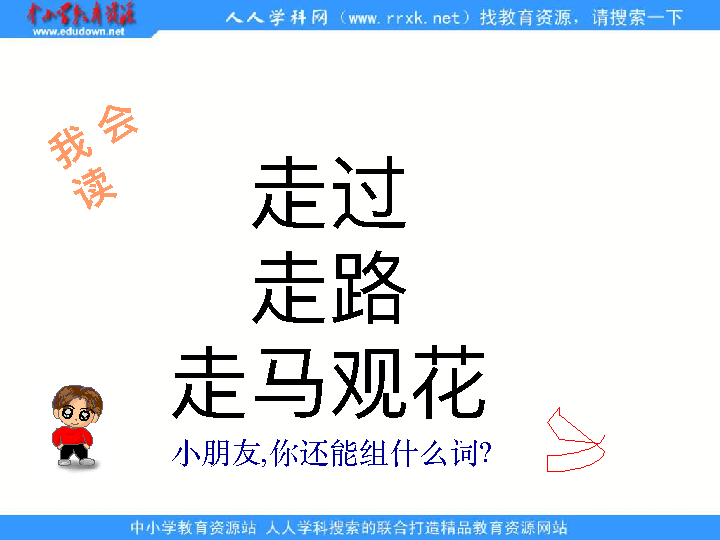 中小学教育资源
www.edudown.net
人人学科网（www.rrxk.net）找教育资源，请搜索一下
我会
读
走过
走路
走马观花
小朋友,你还能组什么词?
中小学教育资源站 人人学科搜索的联合打造精品教育资源网站